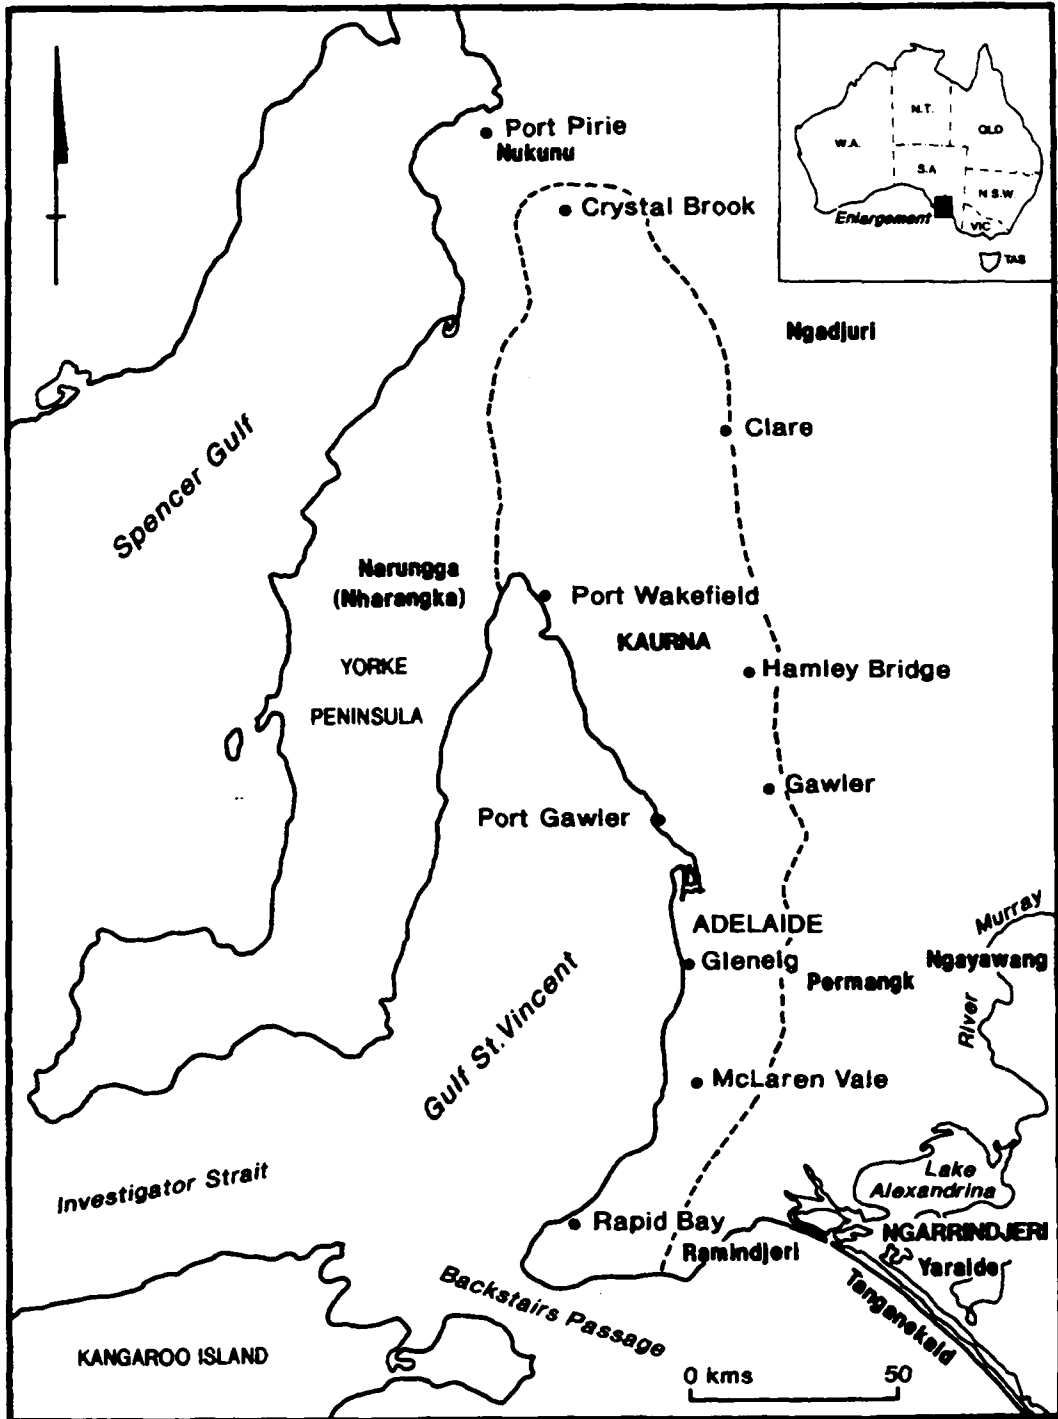 Port Pirie
Nukunu
Crystal Brook
W.A.
N.T.
QLD
S.A
N.S.W
VIC
TAS
Enlargement
Ngadjuri
Clare
Spencer Gulf
Narungga
(Nharangka)
Port Wakefield
KAURNA
YORKE
PENINSULA
Hamley Bridge
Gawler
Port Gawler
ADELAIDE
Glenelg
Permangk
Murray
River
Ngayawang
Gulf St.Vincent
McLaren Vale
Investigator Strait
Lake
Alexandrina
Rapid Bay
Ramindjeri
NGARRINDJERI
Yaralde
Tanganekald
Backstairs Passage
KANGAROO ISLAND
0 kms 50